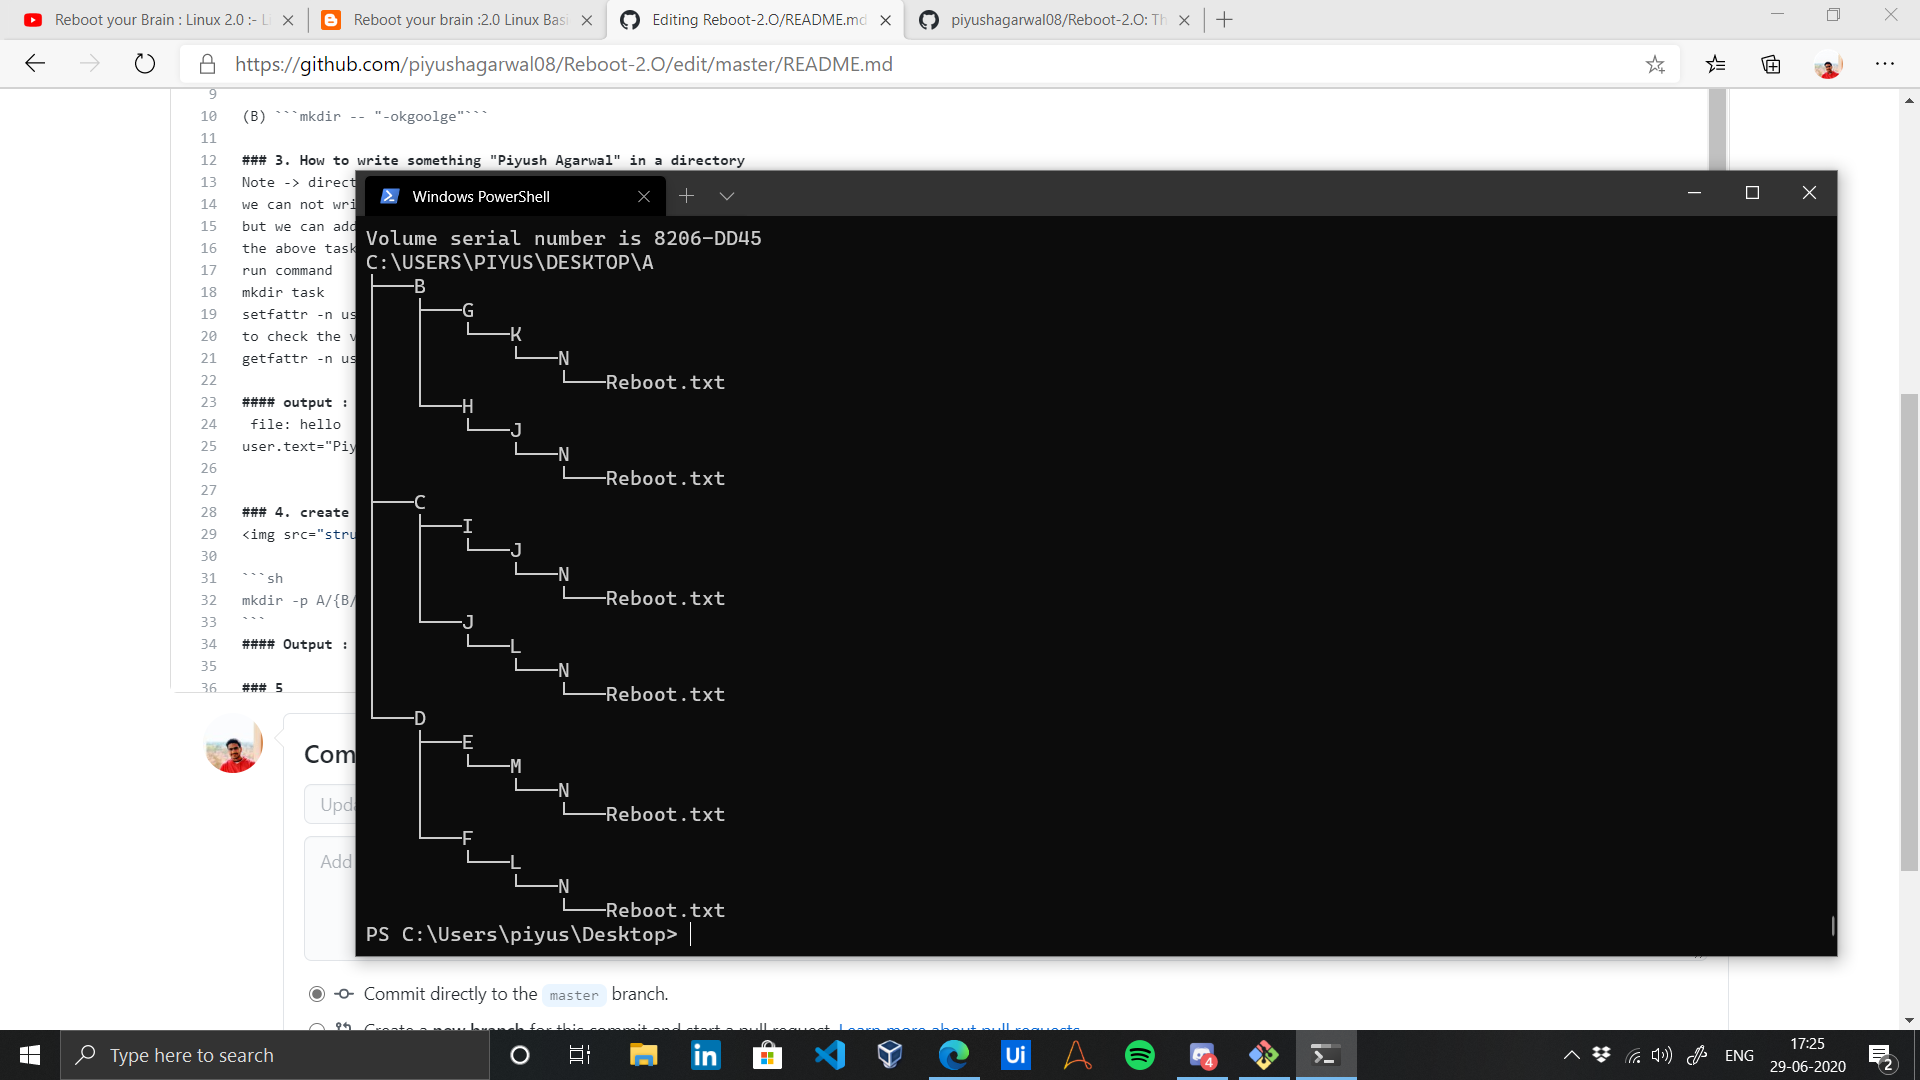 Reboot your Brain : Linux 2.0 :- Li
Reboot your brain :2.0 Linux Basi
Editing Reboot-2.O/README.md
piyushagarwal08/Reboot-2.O: Th
https://github.com/piyushagarwal08/Reboot-2.O/edit/master/README.md
9
10 (B) ```mkdir -- "-okgoolge"```
11
12 ### 3. How to write something "Piyush Agarwal" in a directory
13 Note -> direct
14 we can not wri
15 but we can add
16 the above task
17 run command
18 mkdir task
19 setfattr -n us
20 to check the v
21 getfattr -n us
22
23 #### output :
24 file: hello
25 user.text="Piy
26
27
28 ### 4. create
29 <img src="stru
30
31 ```sh
32 mkdir -p A/{B/
33 ```
34 #### Output :
35
36 ### 5
Windows PowerShell
Volume serial number is 8206-DD45
C:\USERS\PIYUS\DESKTOP\A
├───B
│   ├───G
│   │   └───K
│   │       └───N
│   │           └───Reboot.txt
│   └───H
│       └───J
│           └───N
│               └───Reboot.txt
├───C
│   ├───I
│   │   └───J
│   │       └───N
│   │           └───Reboot.txt
│   └───J
│       └───L
│           └───N
│               └───Reboot.txt
└───D
    ├───E
    │   └───M
    │       └───N
    │           └───Reboot.txt
    └───F
        └───L
            └───N
                └───Reboot.txt
PS C:\Users\piyus\Desktop>
Com
Upda
Add
Commit directly to the master branch.
Create a new branch for this commit and start a pull request. Learn more about pull requests.
Type here to search
Ui
4
ENG
17:25
29-06-2020
2